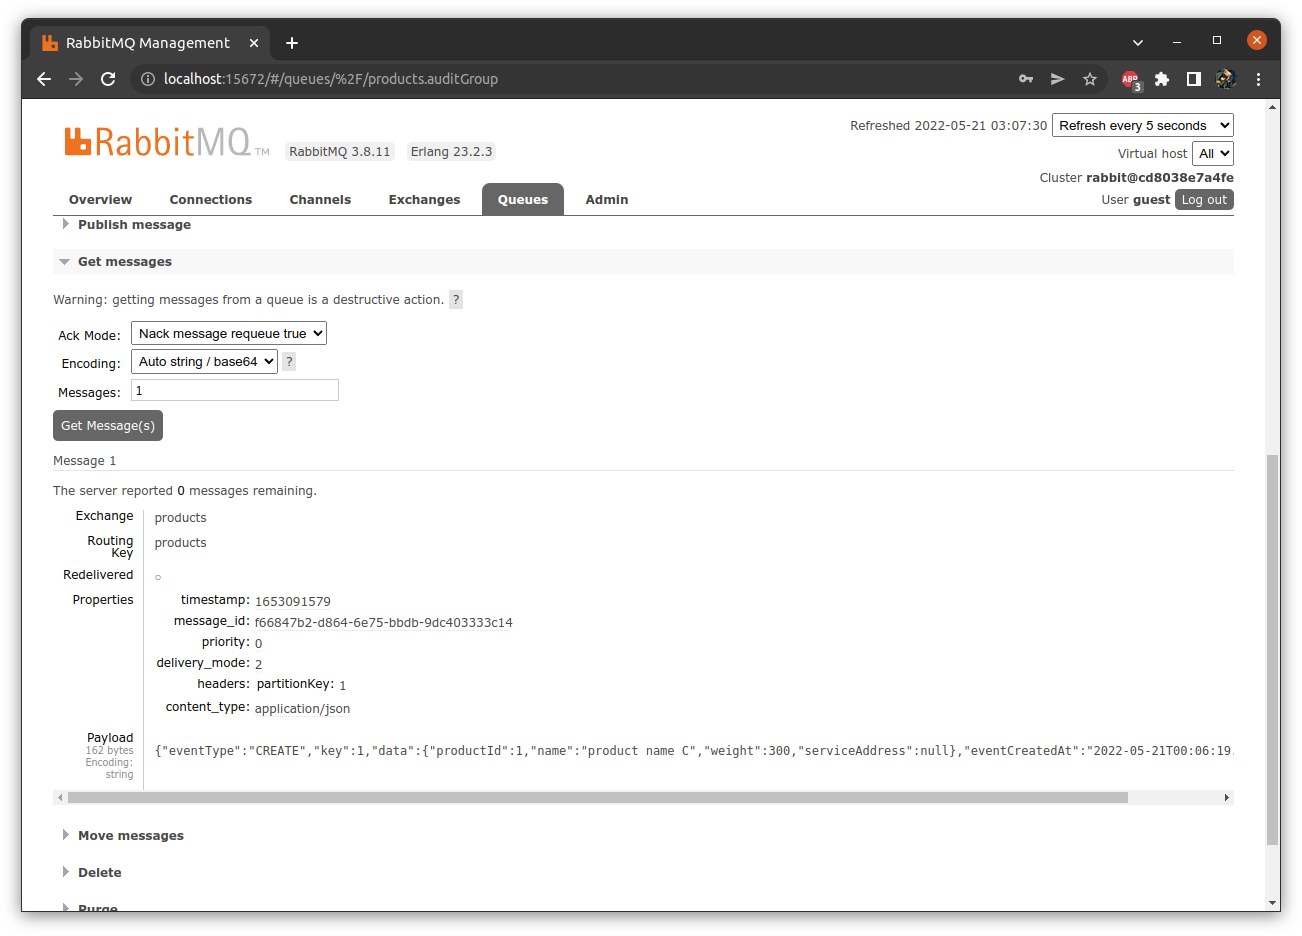 RabbitMQ Management
localhost:15672/#/queues/%2F/products.auditGroup
ABP 3
RabbitMQ TM
RabbitMQ 3.8.11 Erlang 23.2.3
Refreshed 2022-05-21 03:07:30 Refresh every 5 seconds
Virtual host All
Cluster rabbit@cd8038e7a4fe
User guest Log out
Overview Connections Channels Exchanges Queues Admin
Publish message
Get messages
Warning: getting messages from a queue is a destructive action. ?
Ack Mode: Nack message requeue true
Encoding: Auto string / base64 ?
Messages: 1
Get Message(s)
Message 1
The server reported 0 messages remaining.
Exchange products
Routing Key products
Redelivered ○
Properties
timestamp: 1653091579
message_id: f66847b2-d864-6e75-bbdb-9dc403333c14
priority: 0
delivery_mode: 2
headers: partitionKey: 1
content_type: application/json
Payload
162 bytes
Encoding:
string
{"eventType":"CREATE","key":1,"data":{"productId":1,"name":"product name C","weight":300,"serviceAddress":null},"eventCreatedAt":"2022-05-21T00:06:19.
Move messages
Delete
Purge